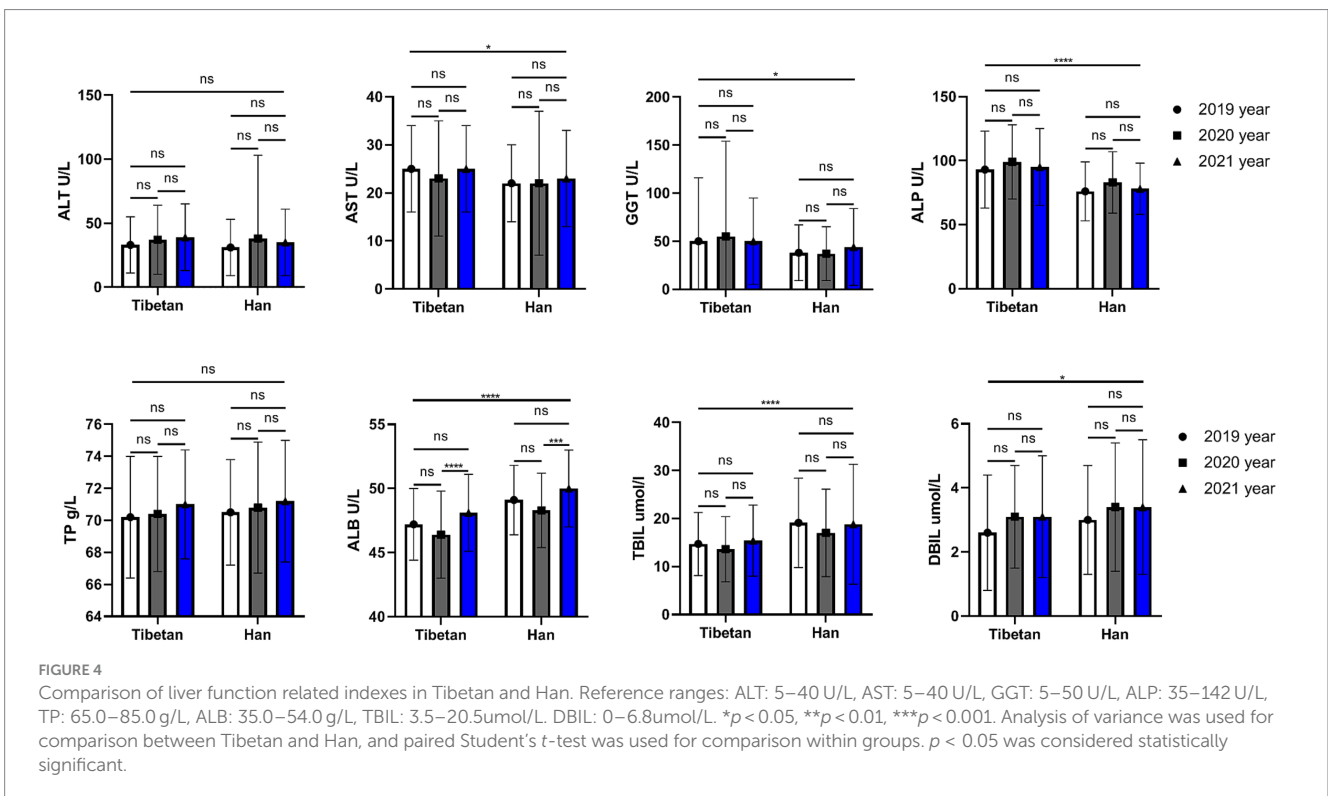 ns
ns
ns
ns
ns
ns
ns
150
100
50
0
ALT U/L
Tibetan
Han
*
ns
ns
ns
ns
ns
ns
40
30
20
10
0
AST U/L
Tibetan
Han
*
ns
ns
ns
ns
ns
ns
200
150
100
50
0
GGT U/L
Tibetan
Han
****
ns
ns
ns
ns
ns
ns
150
100
50
0
ALP U/L
Tibetan
Han
2019 year
2020 year
2021 year
ns
ns
ns
ns
ns
ns
ns
76
74
72
70
68
66
64
TP g/L
Tibetan
Han
****
ns
ns
****
ns
ns
***
55
50
45
40
ALB U/L
Tibetan
Han
****
ns
ns
ns
ns
ns
ns
40
30
20
10
0
TBIL umol/l
Tibetan
Han
*
ns
ns
ns
ns
ns
ns
6
4
2
0
DBIL umol/L
Tibetan
Han
2019 year
2020 year
2021 year
FIGURE 4
Comparison of liver function related indexes in Tibetan and Han. Reference ranges: ALT: 5–40 U/L, AST: 5–40 U/L, GGT: 5–50 U/L, ALP: 35–142 U/L,
TP: 65.0–85.0 g/L, ALB: 35.0–54.0 g/L, TBIL: 3.5–20.5umol/L. DBIL: 0–6.8umol/L. *p < 0.05, **p < 0.01, ***p < 0.001. Analysis of variance was used for
comparison between Tibetan and Han, and paired Student’s t-test was used for comparison within groups. p < 0.05 was considered statistically
significant.